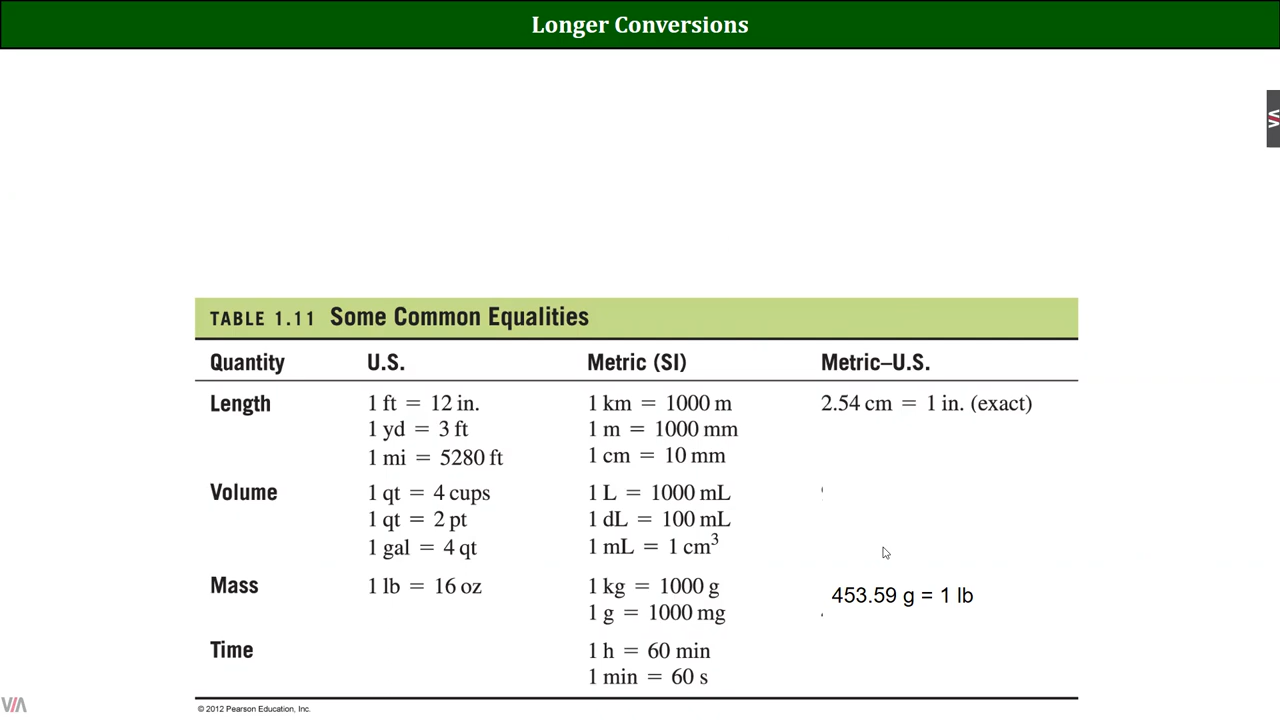 Longer Conversions
TABLE 1.11 Some Common Equalities
Quantity U.S. Metric (SI) Metric–U.S.
Length 1 ft = 12 in. 1 km = 1000 m 2.54 cm = 1 in. (exact)
1 yd = 3 ft 1 m = 1000 mm
1 mi = 5280 ft 1 cm = 10 mm
Volume 1 qt = 4 cups 1 L = 1000 mL
1 qt = 2 pt 1 dL = 100 mL
1 gal = 4 qt 1 mL = 1 cm³
Mass 1 lb = 16 oz 1 kg = 1000 g 453.59 g = 1 lb
1 g = 1000 mg
Time 1 h = 60 min
1 min = 60 s
© 2012 Pearson Education, Inc.
VIA